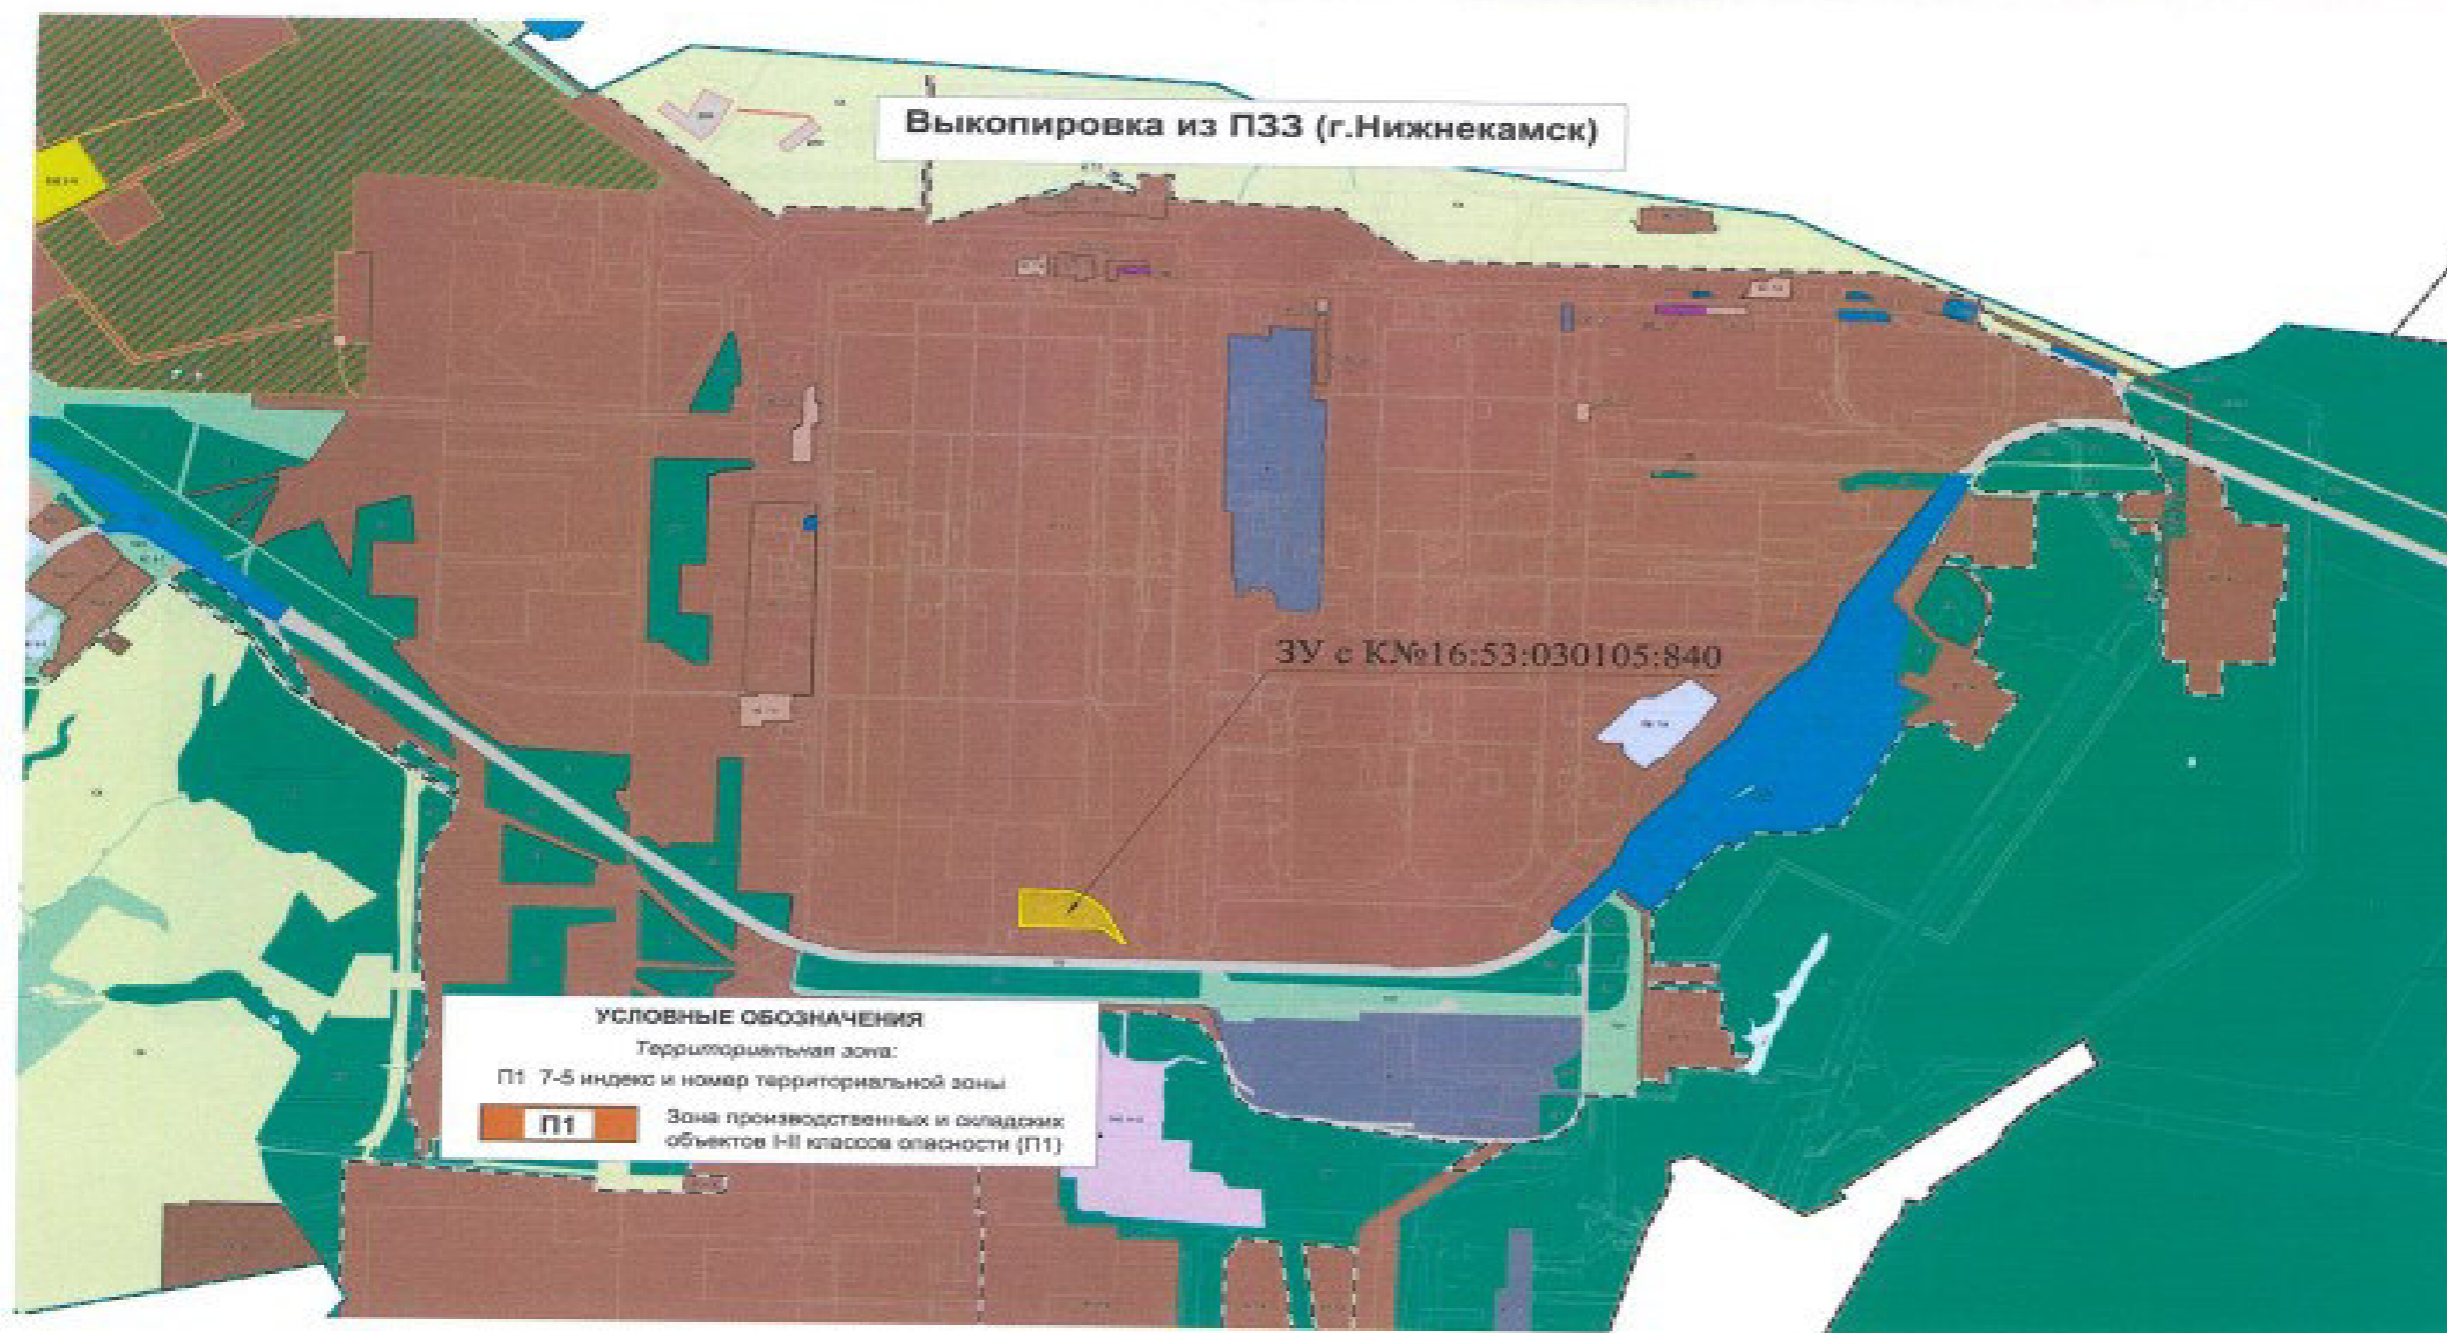 Выкопировка из ПЗЗ (г.Нижнекамск)
ЗУ с К№16:53:030105:840
УСЛОВНЫЕ ОБОЗНАЧЕНИЯ
Территориальная зона:
П1 7-5 индекс и номер территориальной зоны
П1
Зона производственных и складских
объектов I-II классов опасности (П1)